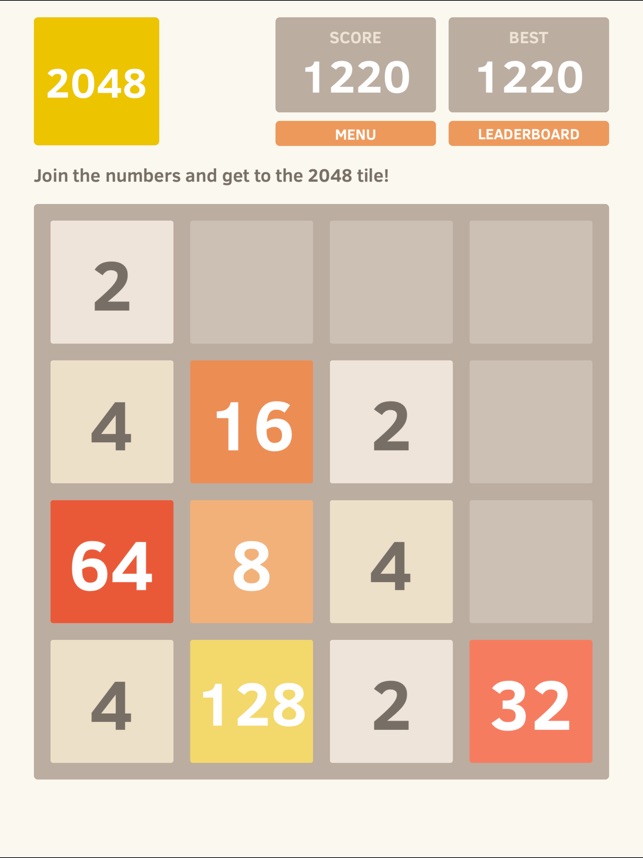 2048
SCORE
1220
BEST
1220
MENU
LEADERBOARD
Join the numbers and get to the 2048 tile!
2
4 16 2
64 8 4
4 128 2 32